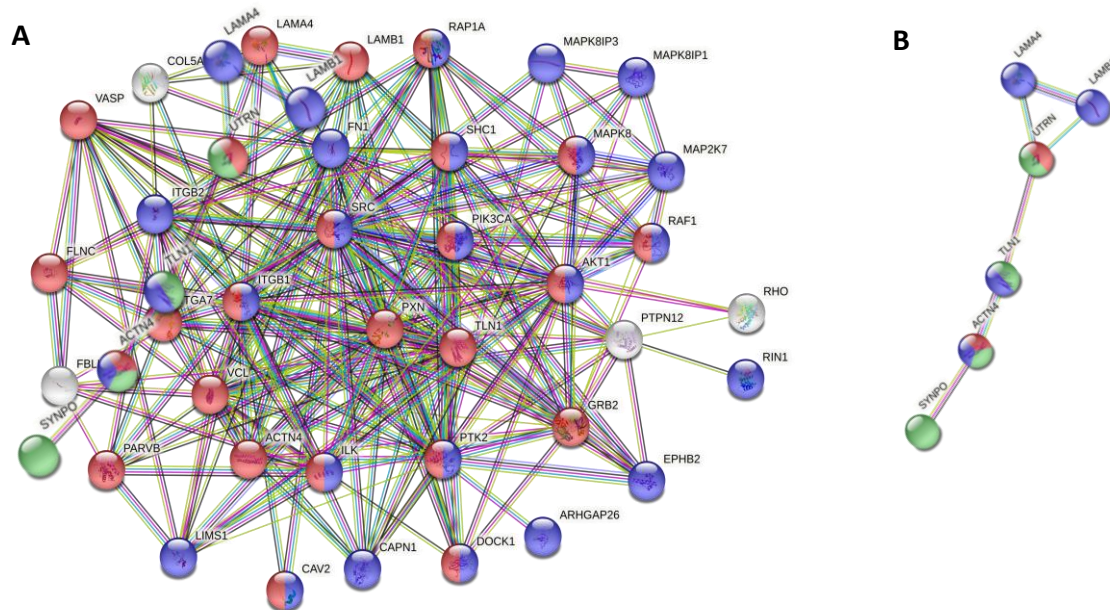 A
B
LAMA4
LAMA4
LAMB1
RAP1A
MAPK8IP3
MAPK8IP1
COL5A
LAMB1
VASP
UTRN
FN1
SHC1
MAPK8
MAP2K7
ITGB2
SRC
PIK3CA
RAF1
FLNC
TLN1
ITGB1
AKT1
RHO
TGA7
PXN
TLN1
PTPN12
ACTN4
FBL
VCL
RIN1
SYNPO
GRB2
PARVB
ACTN4
ILK
PTK2
EPHB2
ARHGAP26
LIMS1
CAPN1
DOCK1
CAV2
LAMA4
LAMB
UTRN
TLN1
ACTN4
SYNPO